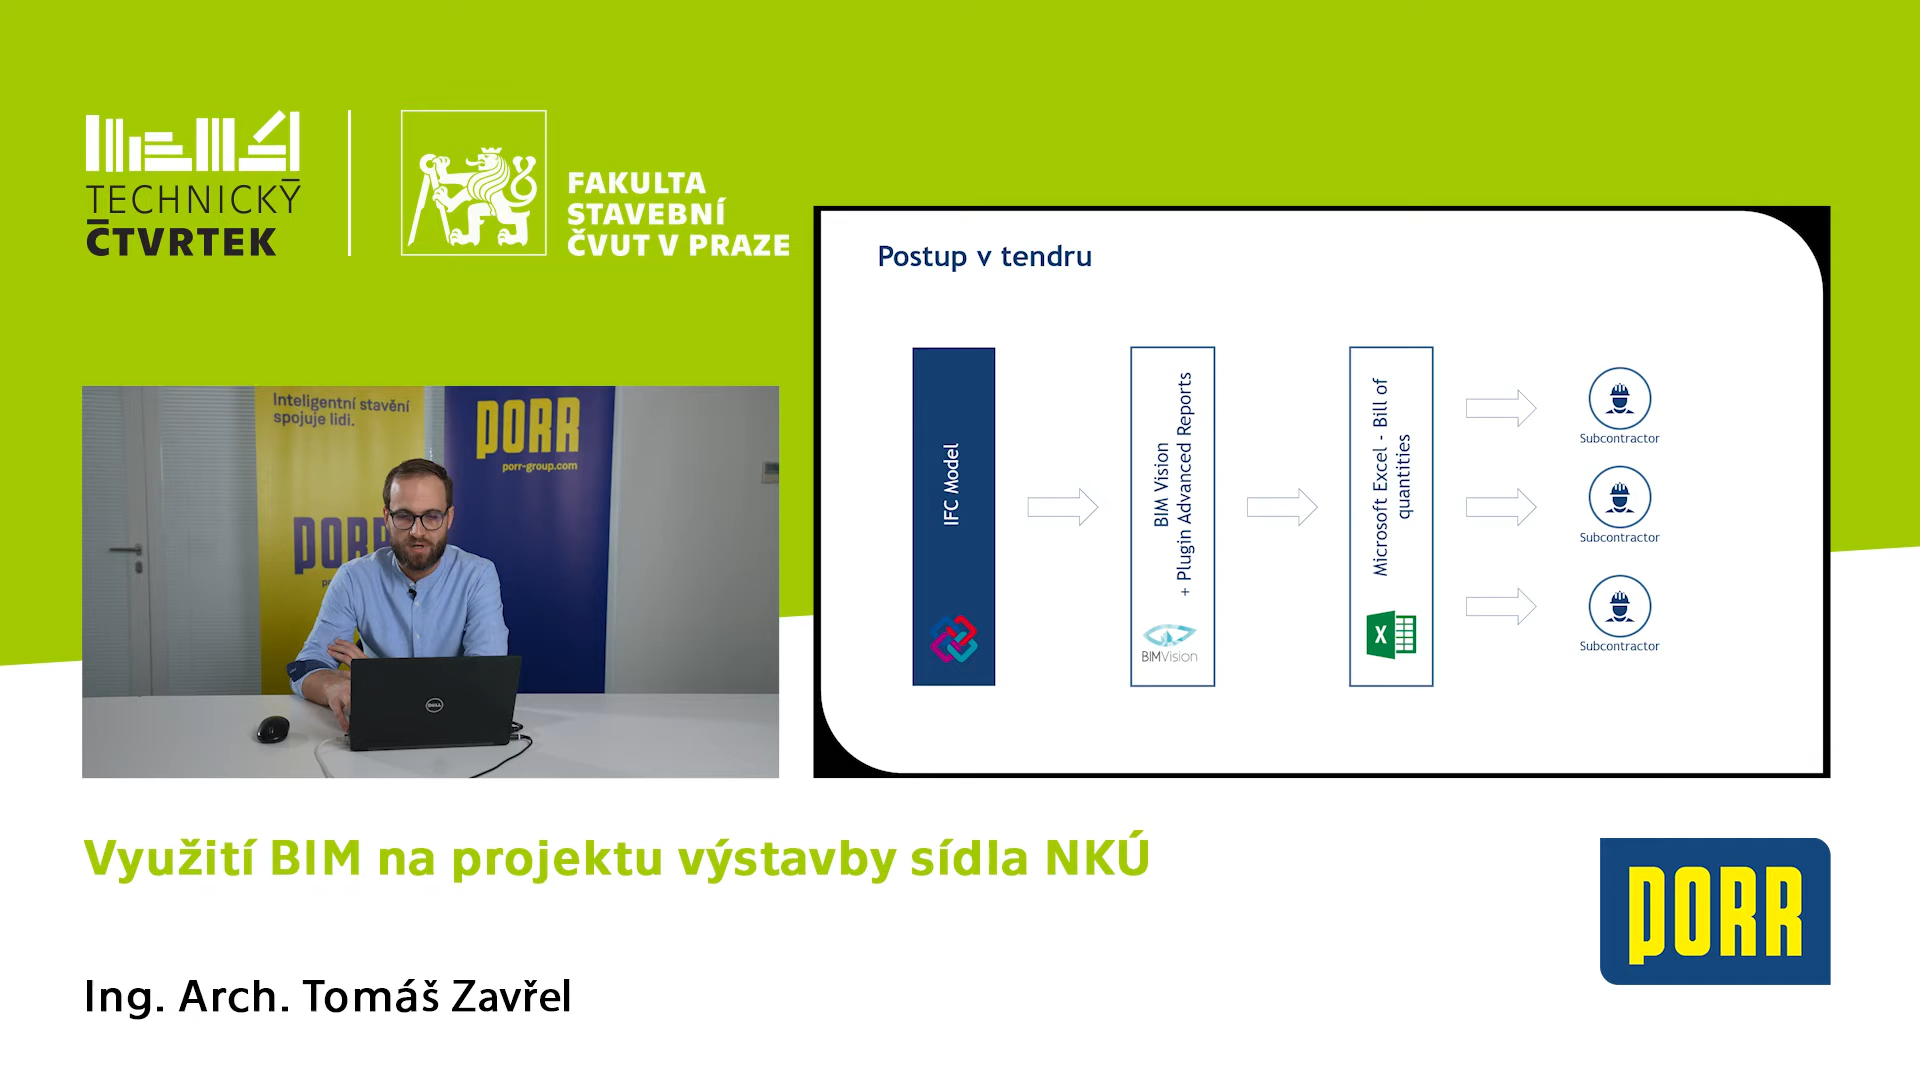 TECHNICKÝ
ČTVRTEK
FAKULTA
STAVEBNÍ
ČVUT V PRAZE
Postup v tendru
IFC Model
BIM Vision
+ Plugin Advanced Reports
BIMVision
Microsoft Excel - Bill of
quantities
X
Subcontractor
Subcontractor
Subcontractor
Inteligentní stavění
spojuje lidi.
PORR
porr-group.com
PORR
DELL
Využití BIM na projektu výstavby sídla NKÚ
Ing. Arch. Tomáš Zavřel
PORR